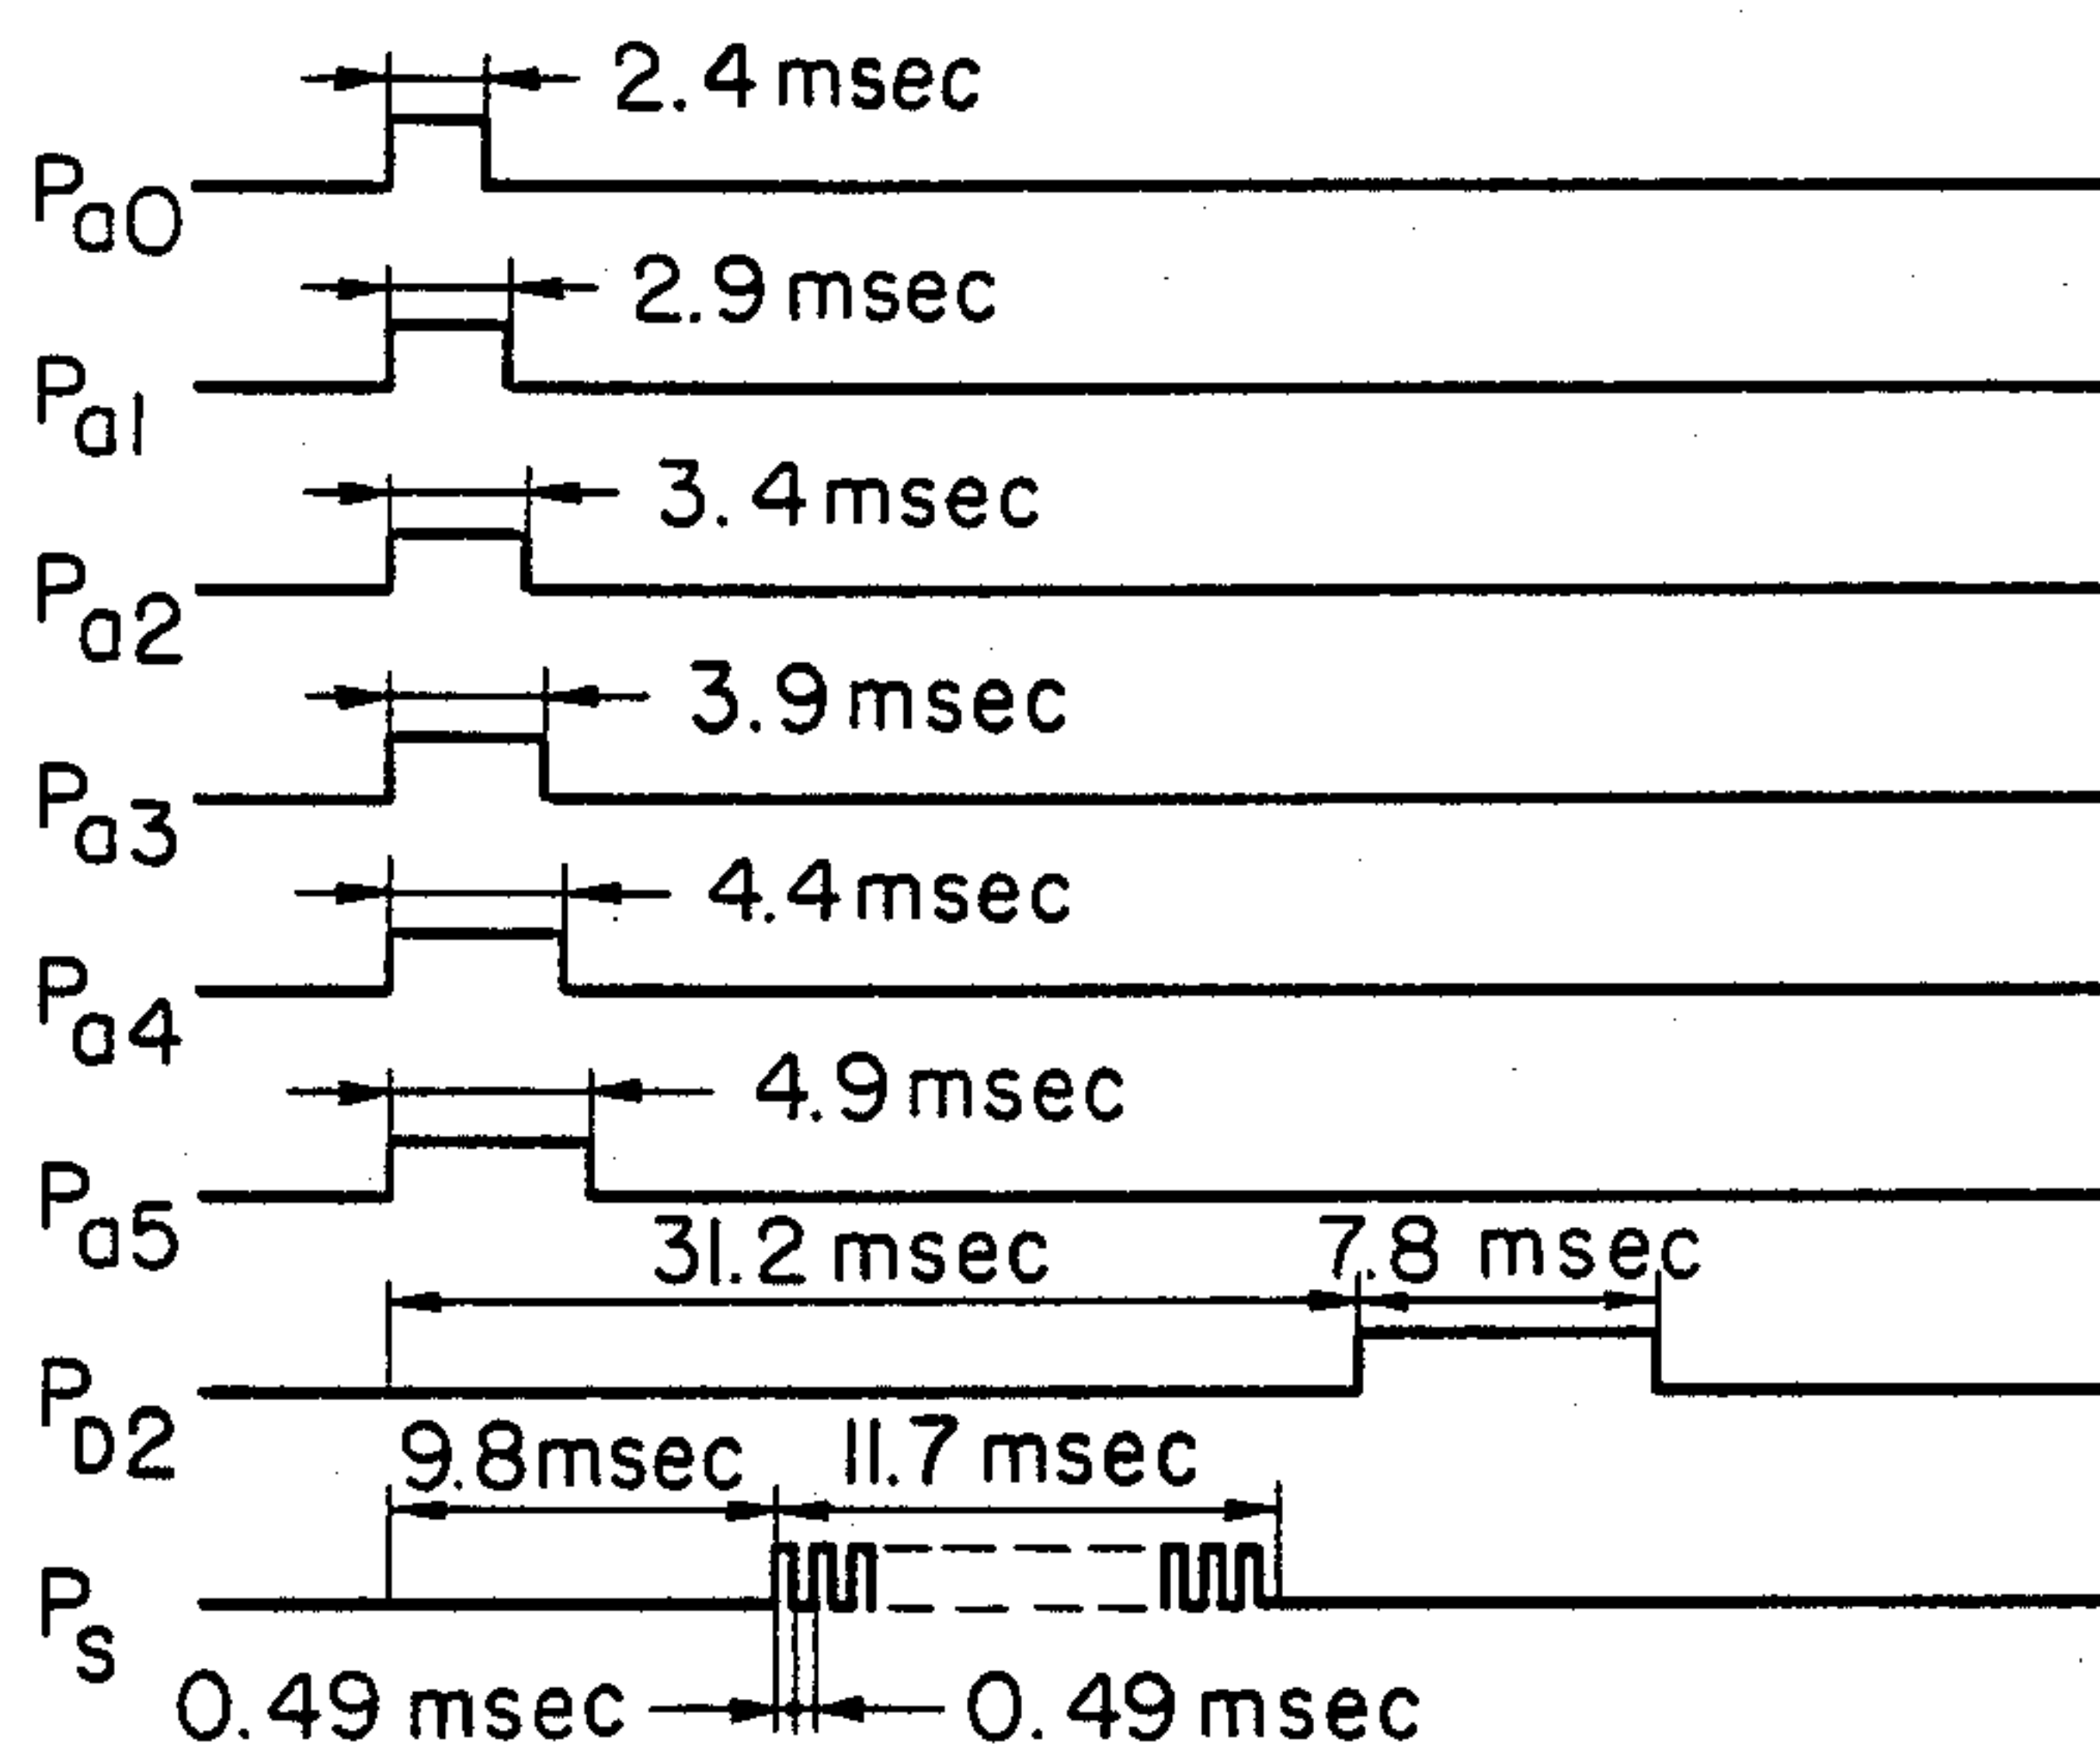 2.4 msec
Pa0
2.9 msec
Pa1
3.4 msec
Pa2
3.9 msec
Pa3
4.4 msec
Pa4
4.9 msec
Pa5
31.2 msec 7.8 msec
PD2
9.8 msec 11.7 msec
Ps
0.49 msec 0.49 msec